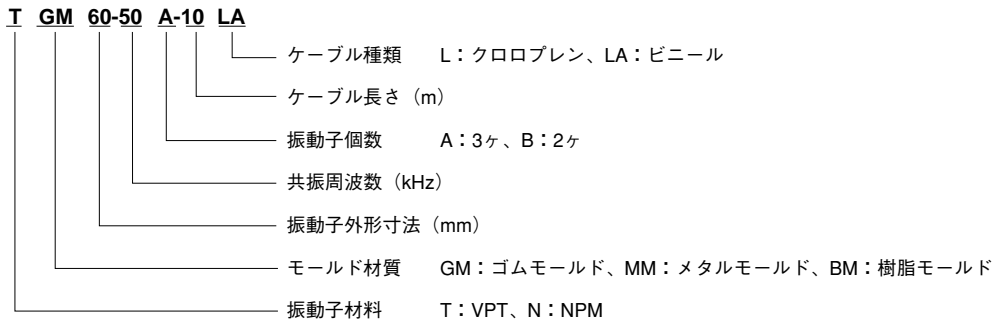 T GM 60-50 A-10 LA
ケーブル種類 L：クロロプレン、LA：ビニール
ケーブル長さ（m）
振動子個数 A：3ヶ、B：2ヶ
共振周波数（kHz）
振動子外形寸法（mm）
モールド材質 GM：ゴムモールド、MM：メタルモールド、BM：樹脂モールド
振動子材料 T：VPT、N：NPM